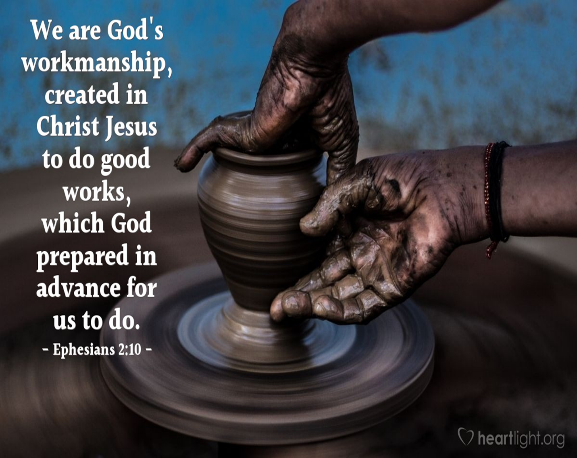 We are God's
workmanship,
created in
Christ Jesus
to do good
works,
which God
prepared in
advance for
us to do.
~ Ephesians 2:10 ~
heartlight.org